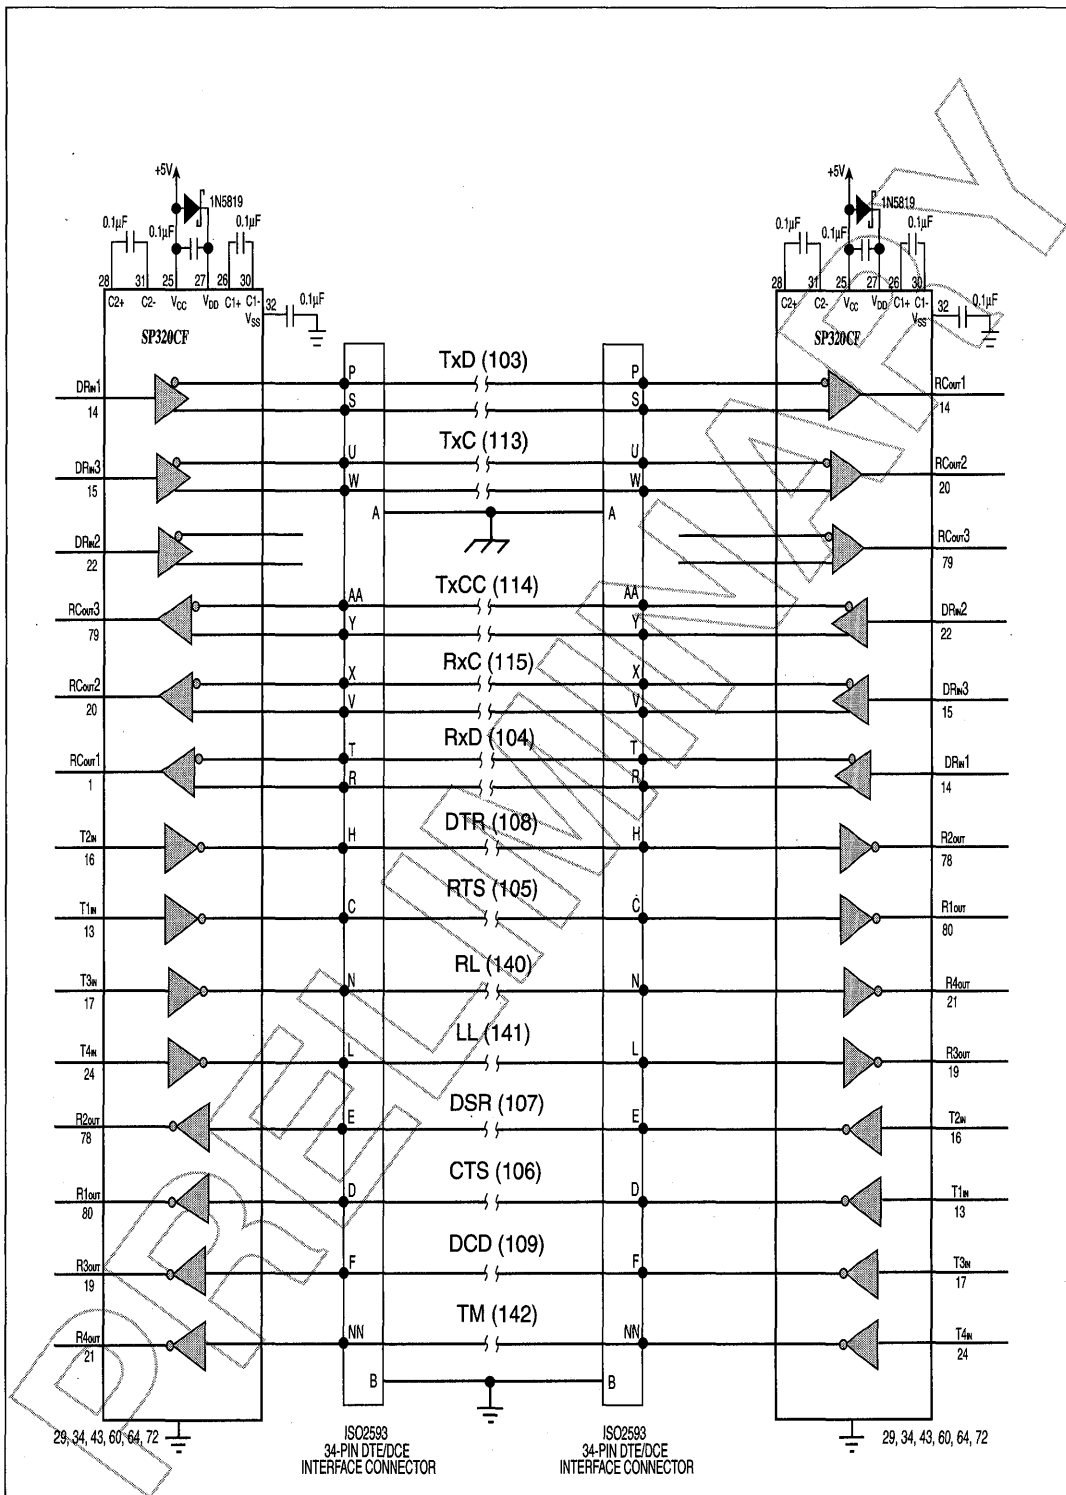 +5V +5V
1N5819 1N5819
0.1µF 0.1µF 0.1µF 0.1µF 0.1µF 0.1µF
28 31 25 27 26 30 28 31 25 27 26 30
C2+ C2- VCC VDD C1+ C1- C2+ C2- VCC VDD C1+ C1-
VSS 32 0.1µF VSS 32 0.1µF
SP320CF SP320CF
TxD (103)
DRIN1 P P RCOUT1
14 S S 14
TxC (113)
DRIN3 U U RCOUT2
15 W W 20
A A
DRIN2 RCOUT3
22 79
TxCC (114)
RCOUT3 AA AA DRIN2
79 Y Y 22
RxC (115)
RCOUT2 X X DRIN3
20 V V 15
RxD (104)
RCOUT1 T T DRIN1
1 R R 14
DTR (108)
T2IN H H R2OUT
16 78
RTS (105)
T1IN C C R1OUT
13 80
RL (140)
T3IN N N R4OUT
17 21
LL (141)
T4IN L L R3OUT
24 19
DSR (107)
R2OUT E E T2IN
78 16
CTS (106)
R1OUT D D T1IN
80 13
DCD (109)
R3OUT F F T3IN
19 17
TM (142)
R4OUT NN NN T4IN
21 24
B B
29, 34, 43, 60, 64, 72 29, 34, 43, 60, 64, 72
ISO2593 ISO2593
34-PIN DTE/DCE 34-PIN DTE/DCE
INTERFACE CONNECTOR INTERFACE CONNECTOR
PRELIMINARY